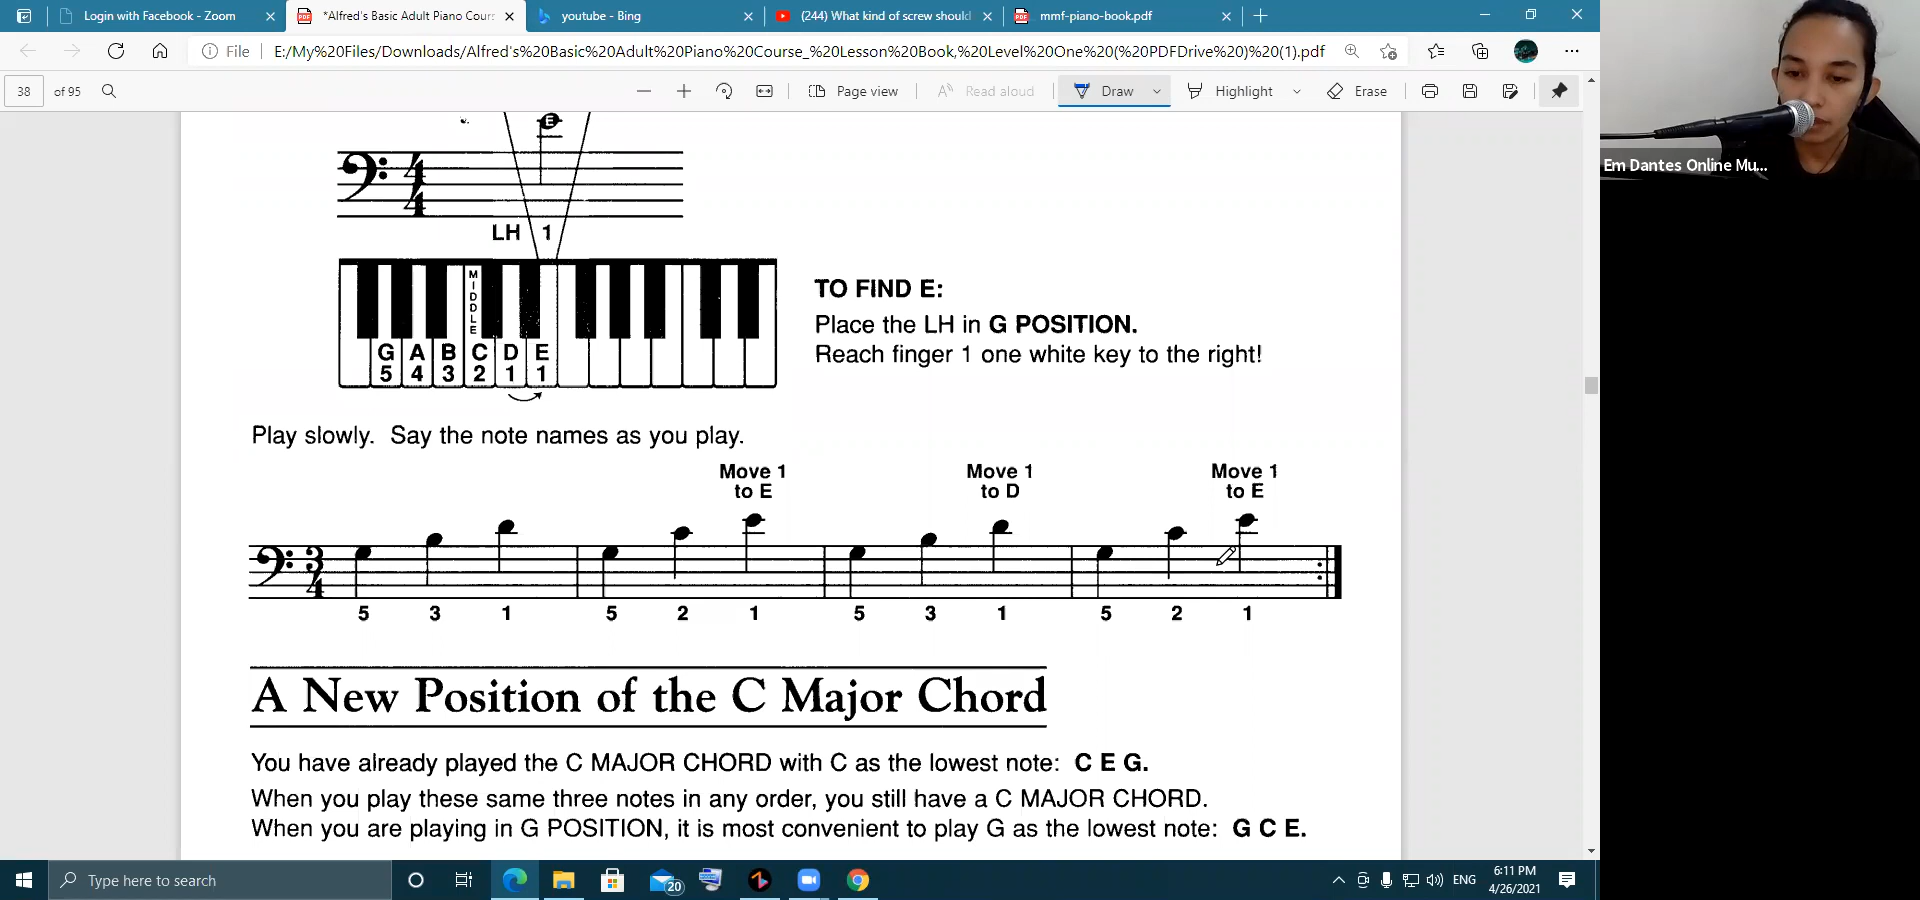 Login with Facebook - Zoom
*Alfred's Basic Adult Piano Cours
youtube - Bing
(244) What kind of screw should
mmf-piano-book.pdf
File
E:/My%20Files/Downloads/Alfred's%20Basic%20Adult%20Piano%20Course_%20Lesson%20Book,%20Level%20One%20(%20PDFDrive%20)%20(1).pdf
38 of 95
Page view
Read aloud
Draw
Highlight
Erase
Em Dantes Online Mu...
E
4
4
LH 1
MIDDLE
G A B C D E
5 4 3 2 1 1
TO FIND E:
Place the LH in G POSITION.
Reach finger 1 one white key to the right!
Play slowly. Say the note names as you play.
Move 1 to E
Move 1 to D
Move 1 to E
3
4
5 3 1 5 2 1 5 3 1 5 2 1
A New Position of the C Major Chord
You have already played the C MAJOR CHORD with C as the lowest note: C E G.
When you play these same three notes in any order, you still have a C MAJOR CHORD.
When you are playing in G POSITION, it is most convenient to play G as the lowest note: G C E.
Type here to search
20
ENG
6:11 PM
4/26/2021